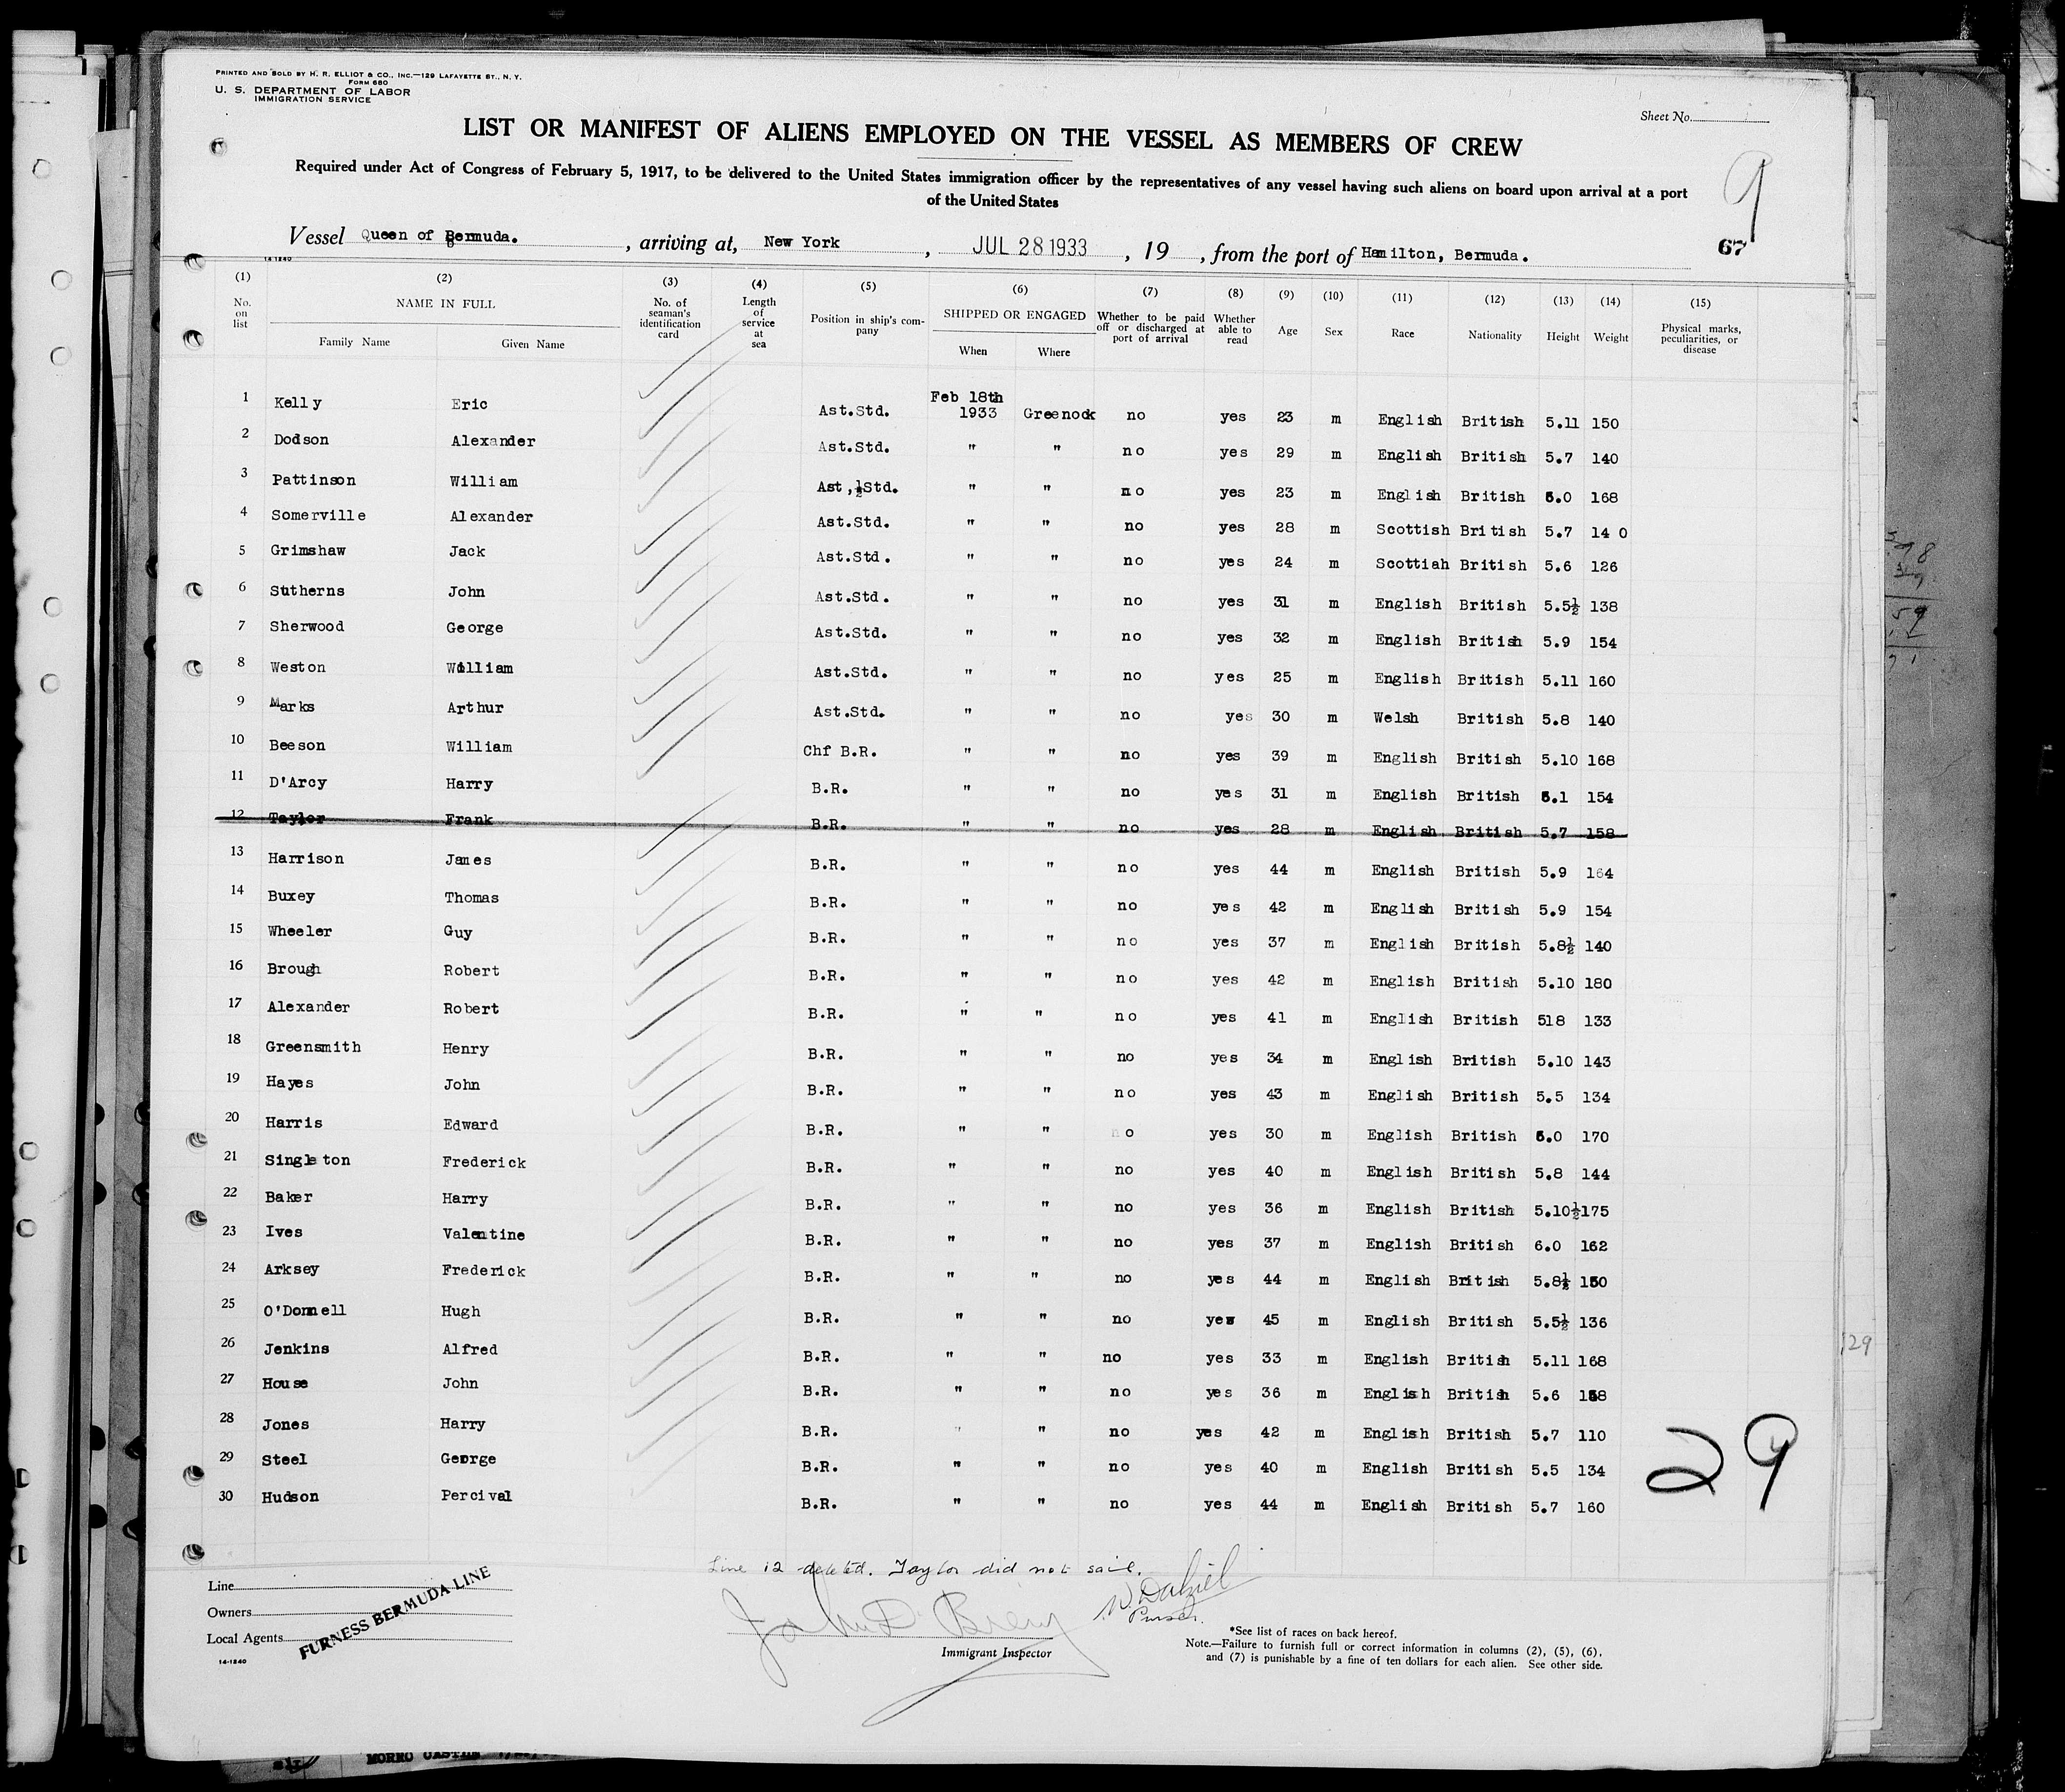 PRINTED AND SOLD BY H. R. ELLIOT & CO., INC.—129 LAFAYETTE ST., N. Y.
FORM 680
U. S. DEPARTMENT OF LABOR
IMMIGRATION SERVICE
Sheet No.
LIST OR MANIFEST OF ALIENS EMPLOYED ON THE VESSEL AS MEMBERS OF CREW
9
Required under Act of Congress of February 5, 1917, to be delivered to the United States immigration officer by the representatives of any vessel having such aliens on board upon arrival at a port
of the United States
Vessel Queen of Bermuda. , arriving at, New York , JUL 28 1933 , 19 , from the port of Hamilton, Bermuda. 67
14-1240
(1) (2) (3) (4) (5) (6) (7) (8) (9) (10) (11) (12) (13) (14) (15)
No. on list NAME IN FULL Family Name Given Name No. of seaman's identification card Length of service at sea Position in ship's company SHIPPED OR ENGAGED When Where Whether to be paid off or discharged at port of arrival Whether able to read Age Sex Race Nationality Height Weight Physical marks, peculiarities, or disease
1 Kelly Eric Ast.Std. Feb 18th 1933 Greenock no yes 23 m English British 5.11 150
2 Dodson Alexander Ast.Std. " " no yes 29 m English British 5.7 140
3 Pattinson William Ast,½Std. " " no yes 23 m English British 6.0 168
4 Somerville Alexander Ast.Std. " " no yes 28 m Scottish British 5.7 14 0
5 Grimshaw Jack Ast.Std. " " no yes 24 m Scottish British 5.6 126
6 Sutherns John Ast.Std. " " no yes 31 m English British 5.5½ 138
7 Sherwood George Ast.Std. " " no yes 32 m English British 5.9 154
8 Weston William Ast.Std. " " no yes 25 m English British 5.11 160
9 Marks Arthur Ast.Std. " " no yes 30 m Welsh British 5.8 140
10 Beeson William Chf B.R. " " no yes 39 m English British 5.10 168
11 D'Arcy Harry B.R. " " no yes 31 m English British 6.1 154
12 Taylor Frank B.R. " " no yes 28 m English British 5.7 158
13 Harrison James B.R. " " no yes 44 m English British 5.9 164
14 Buxey Thomas B.R. " " no yes 42 m English British 5.9 154
15 Wheeler Guy B.R. " " no yes 37 m English British 5.8½ 140
16 Brough Robert B.R. " " no yes 42 m English British 5.10 180
17 Alexander Robert B.R. " " no yes 41 m English British 518 133
18 Greensmith Henry B.R. " " no yes 34 m English British 5.10 143
19 Hayes John B.R. " " no yes 43 m English British 5.5 134
20 Harris Edward B.R. " " no yes 30 m English British 6.0 170
21 Singleton Frederick B.R. " " no yes 40 m English British 5.8 144
22 Baker Harry B.R. " " no yes 36 m English British 5.10½ 175
23 Ives Valentine B.R. " " no yes 37 m English British 6.0 162
24 Arksey Frederick B.R. " " no yes 44 m English British 5.8½ 150
25 O'Donnell Hugh B.R. " " no yes 45 m English British 5.5½ 136
26 Jenkins Alfred B.R. " " no yes 33 m English British 5.11 168
27 House John B.R. " " no yes 36 m English British 5.6
28 Jones Harry B.R. " " no yes 42 m English British 5.7 110
29 Steel George B.R. " " no yes 40 m English British 5.5 134
30 Hudson Percival B.R. " " no yes 44 m English British 5.7 160
29
129
Line 12 deleted. Taylor did not sail.
W. Dalziel
Purser.
Line
Owners
Local Agents
FURNESS BERMUDA LINE
14-1240
John D. Breny
Immigrant Inspector
*See list of races on back hereof.
Note.—Failure to furnish full or correct information in columns (2), (5), (6),
and (7) is punishable by a fine of ten dollars for each alien. See other side.
MORRO CASTLE